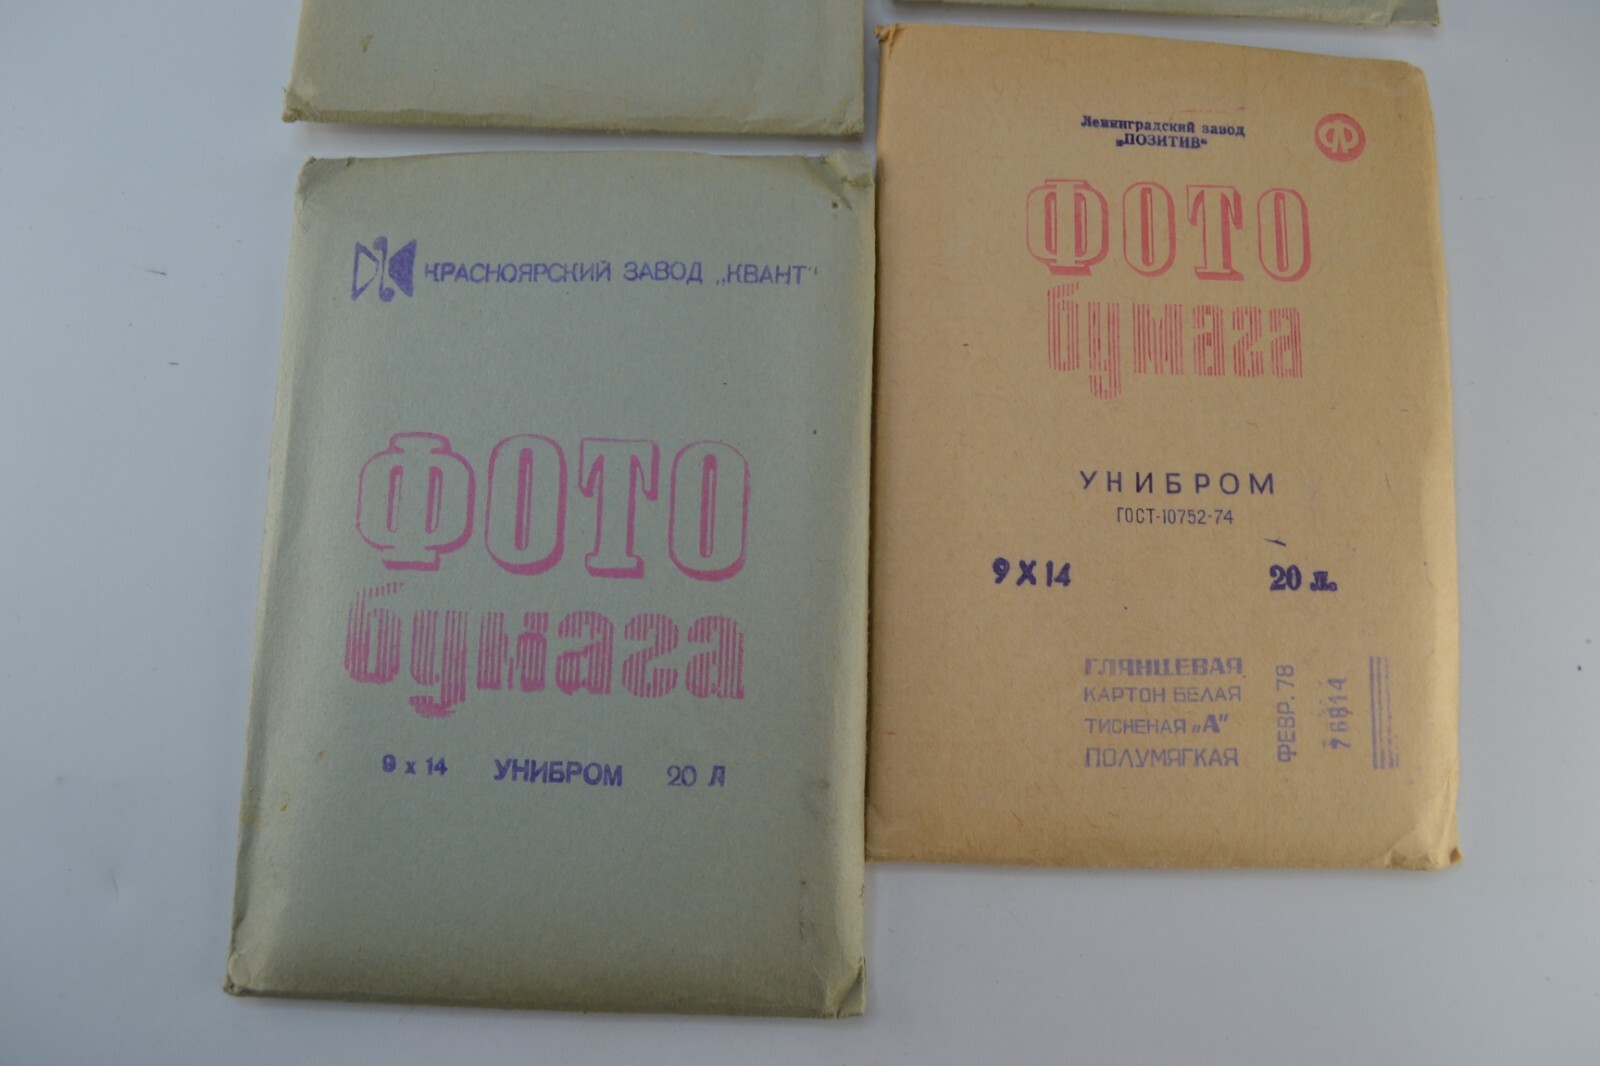 КРАСНОЯРСКИЙ ЗАВОД „КВАНТ"
ФОТО
бумага
9 х 14 УНИБРОМ 20 Л
Ленинградский завод
„ПОЗИТИВ"
ФОТО
бумага
УНИБРОМ
ГОСТ-10752-74
9 X 14 20 л.
ГЛЯНЦЕВАЯ
КАРТОН БЕЛАЯ
ТИСНЕНАЯ „А"
ПОЛУМЯГКАЯ
ФЕВР. 78